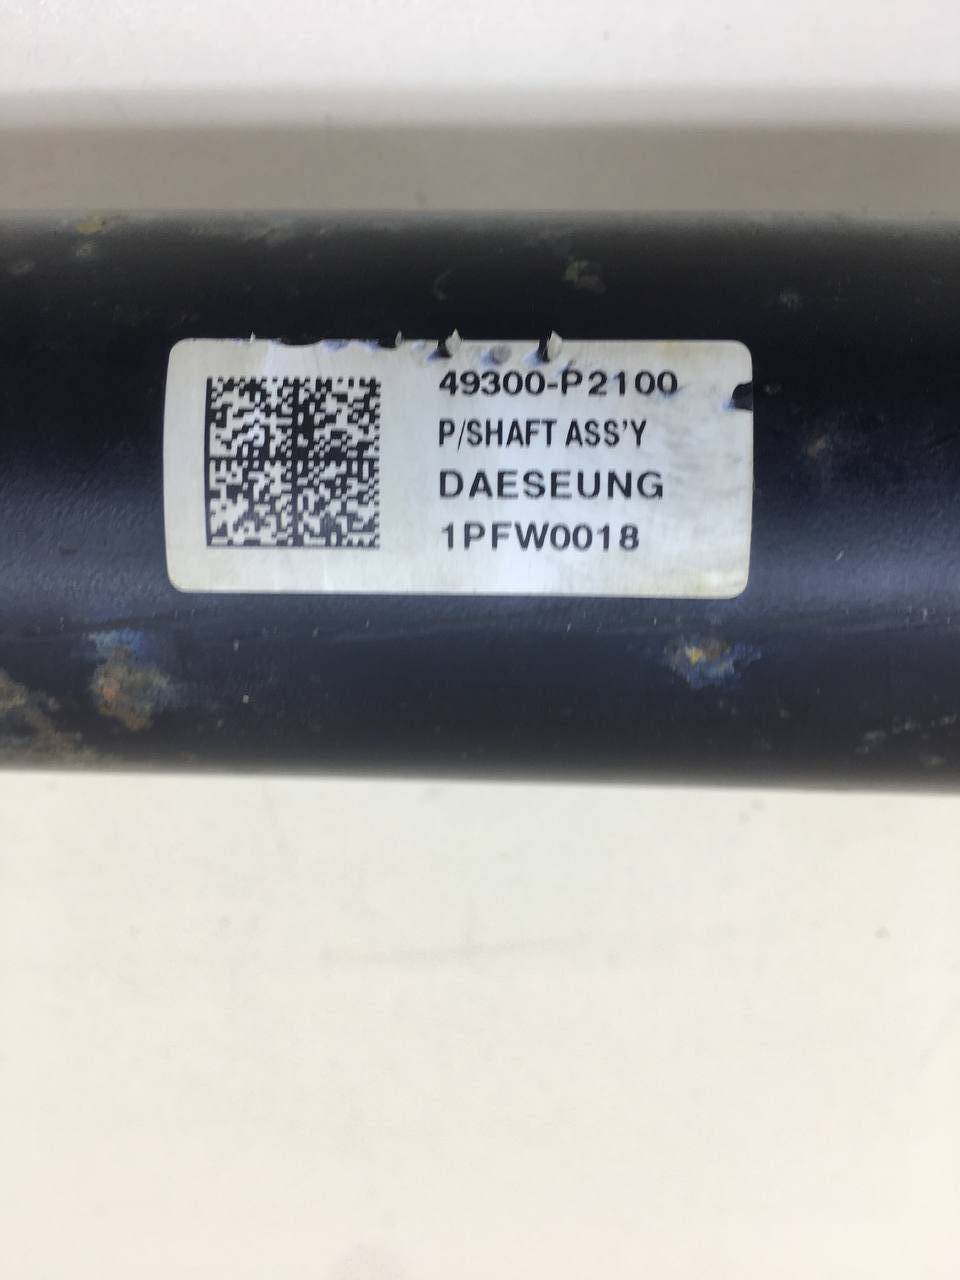 49300-P2100
P/SHAFT ASS'Y
DAESEUNG
1PFW0018